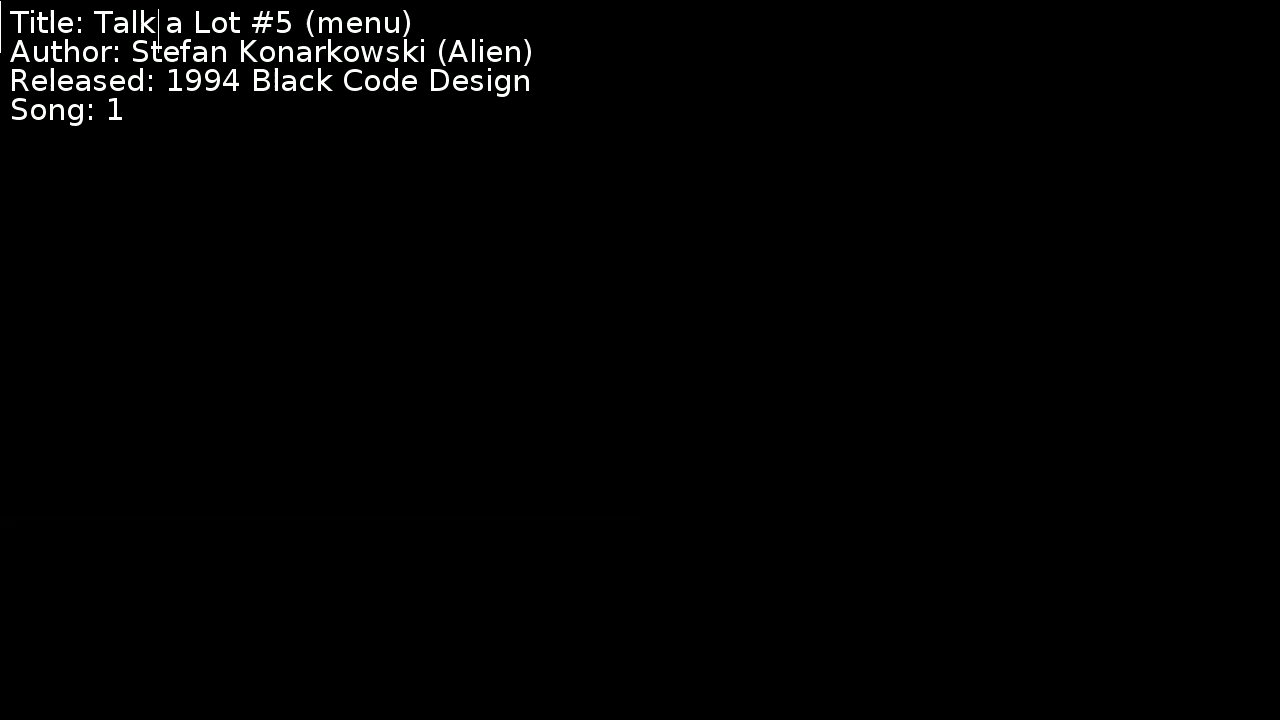 Title: Talk a Lot #5 (menu)
Author: Stefan Konarkowski (Alien)
Released: 1994 Black Code Design
Song: 1